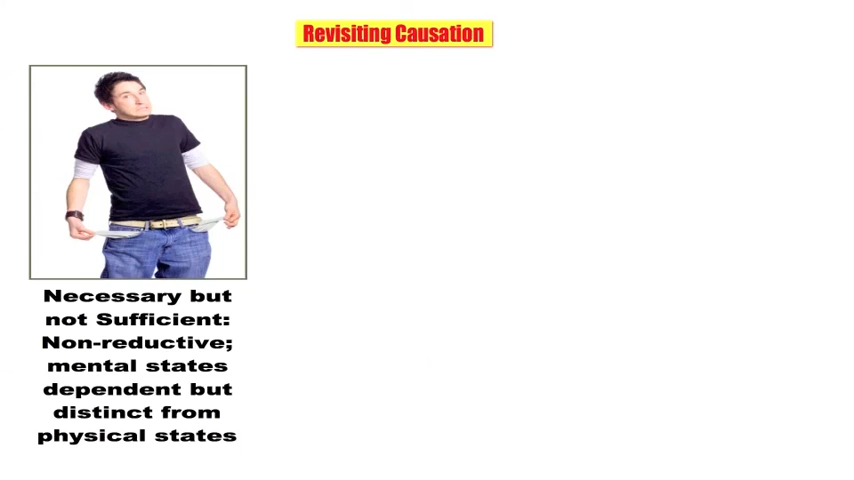 Revisiting Causation
Necessary but
not Sufficient:
Non-reductive;
mental states
dependent but
distinct from
physical states